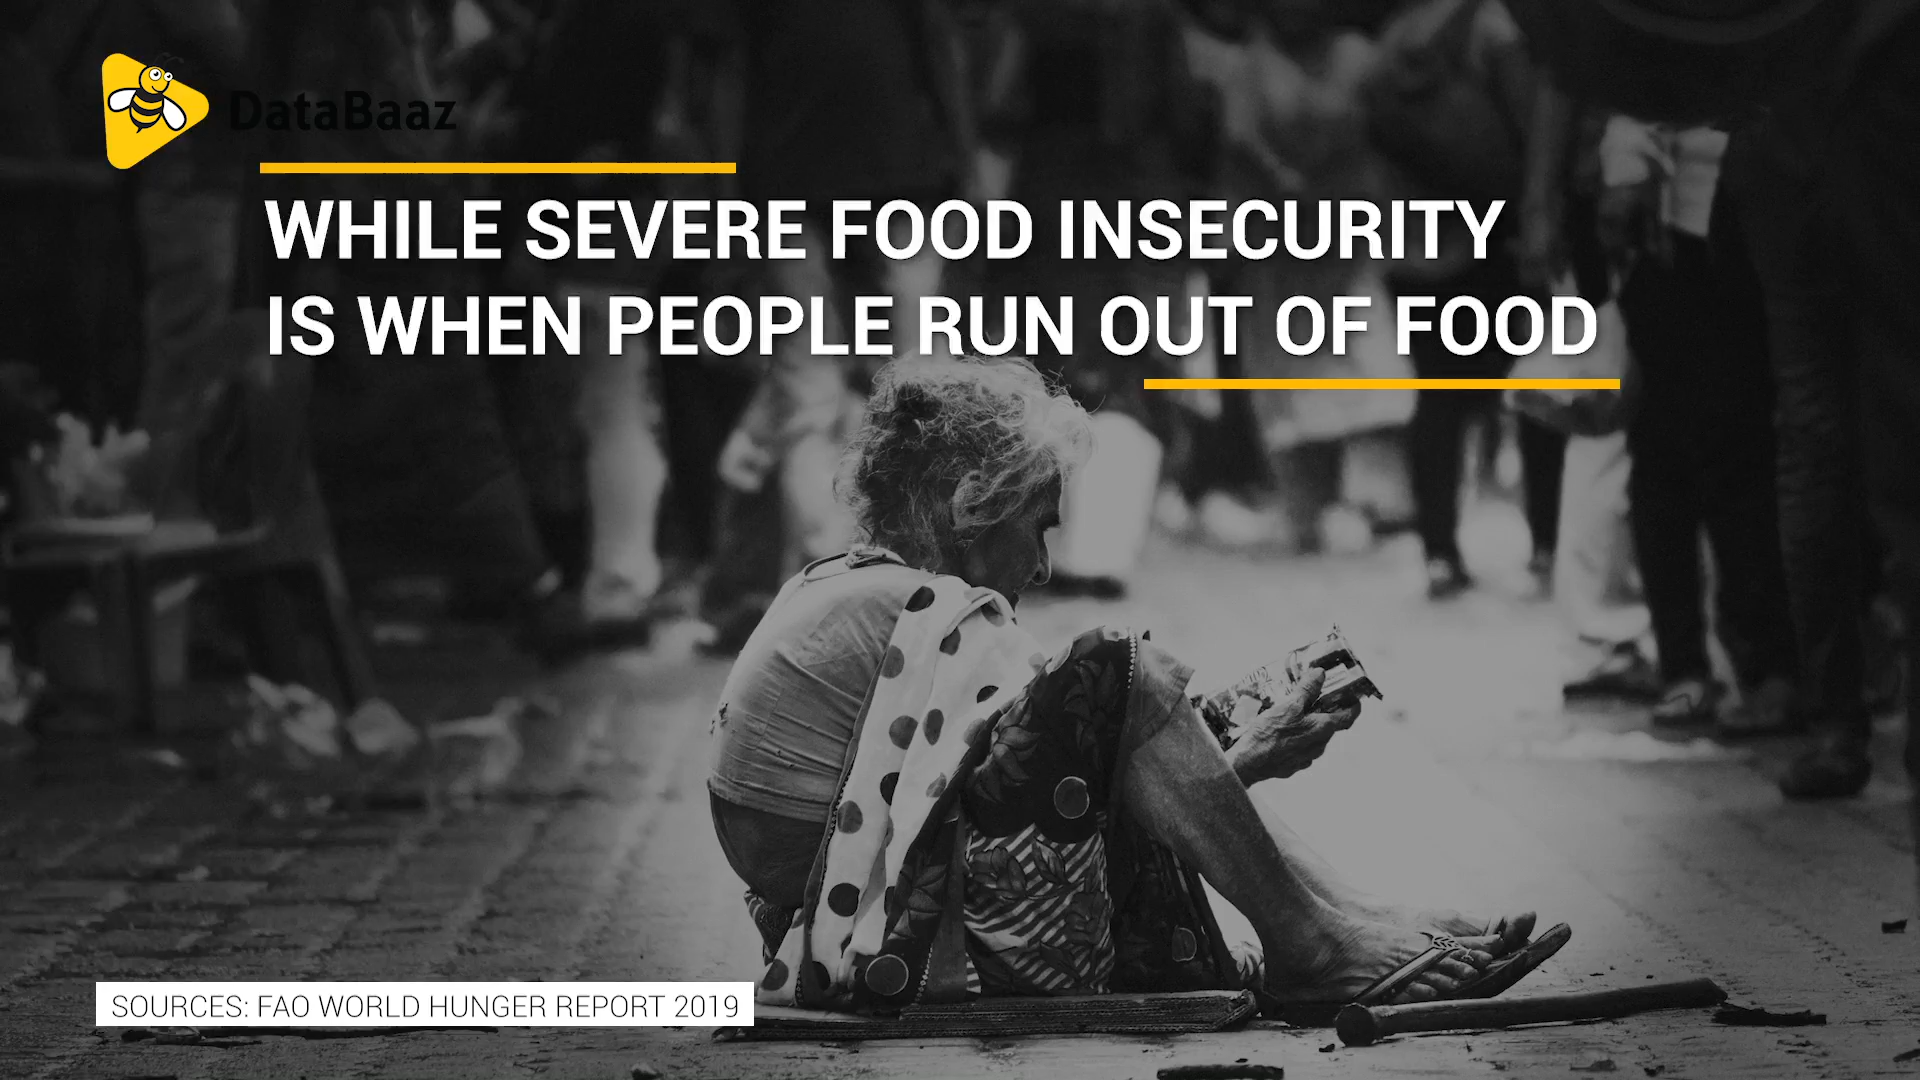 DataBaaz
WHILE SEVERE FOOD INSECURITY
IS WHEN PEOPLE RUN OUT OF FOOD
SOURCES: FAO WORLD HUNGER REPORT 2019